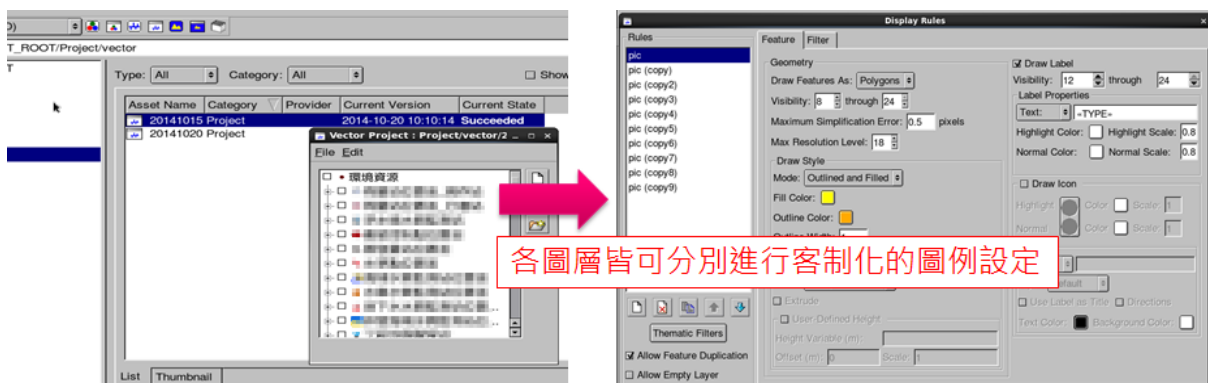 T_ROOT/Project/vector
Type: All Category: All Show
Asset Name Category Provider Current Version Current State
20141015 Project 2014-10-20 10:10:14 Succeeded
20141020 Project
Vector Project : Project/vector/2
File Edit
環境資源
List Thumbnail
Display Rules
Rules
pic
pic (copy)
pic (copy2)
pic (copy3)
pic (copy4)
pic (copy5)
pic (copy6)
pic (copy7)
pic (copy8)
pic (copy9)
Thematic Filters
Allow Feature Duplication
Allow Empty Layer
Feature Filter
Geometry
Draw Features As: Polygons
Visibility: 8 through 24
Maximum Simplification Error: 0.5 pixels
Max Resolution Level: 18
Draw Style
Mode: Outlined and Filled
Fill Color:
Outline Color:
各圖層皆可分別進行客制化的圖例設定
Extrude
User-Defined Height
Height Variable (m):
Offset (m): 0 Scale: 1
Draw Label
Visibility: 12 through 24
Label Properties
Text: «TYPE»
Highlight Color: Highlight Scale: 0.8
Normal Color: Normal Scale: 0.8
Draw Icon
Highlight Color Scale: 1
Normal Color Scale: 1
Use Label as Title Directions
Text Color: Background Color: